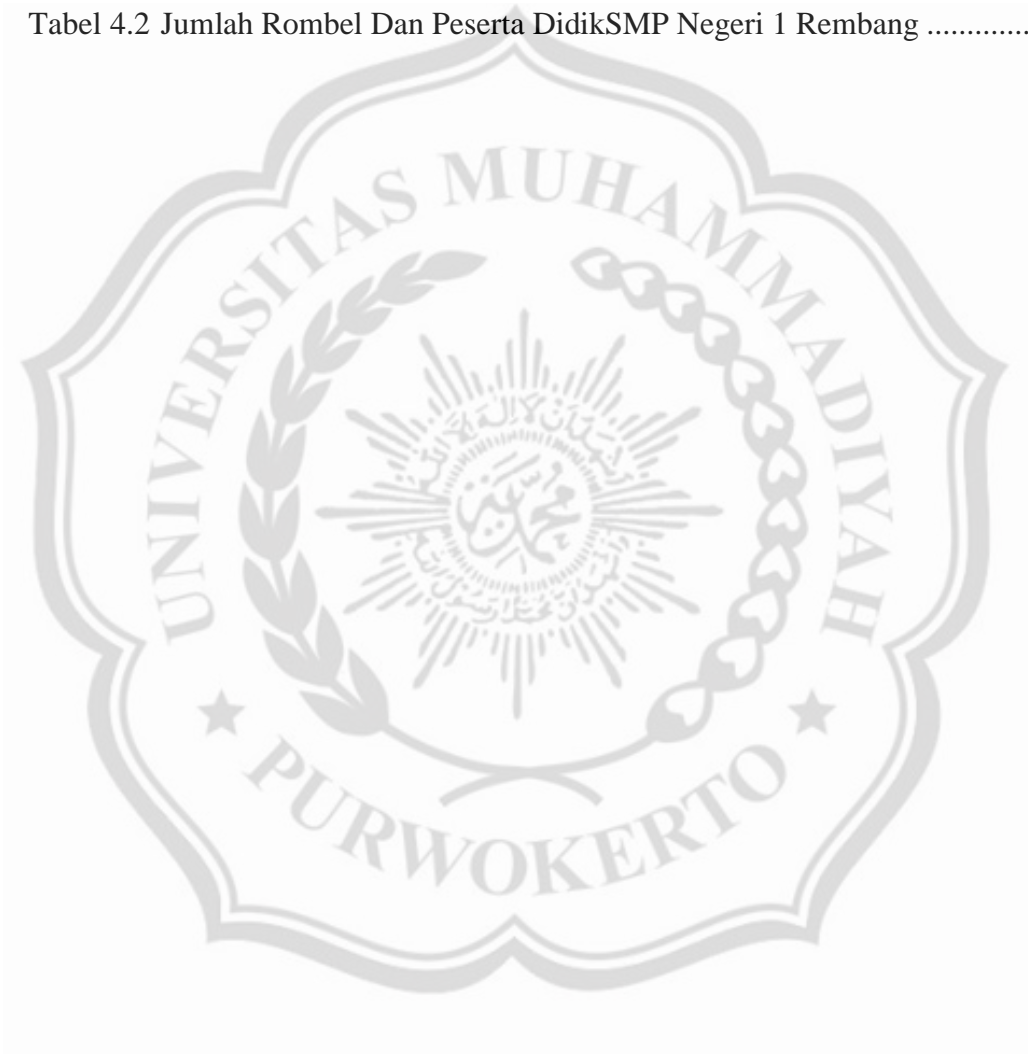 Tabel 4.2 Jumlah Rombel Dan Peserta DidikSMP Negeri 1 Rembang .............
UNIVERSITAS MUHAMMADIYAH
PURWOKERTO